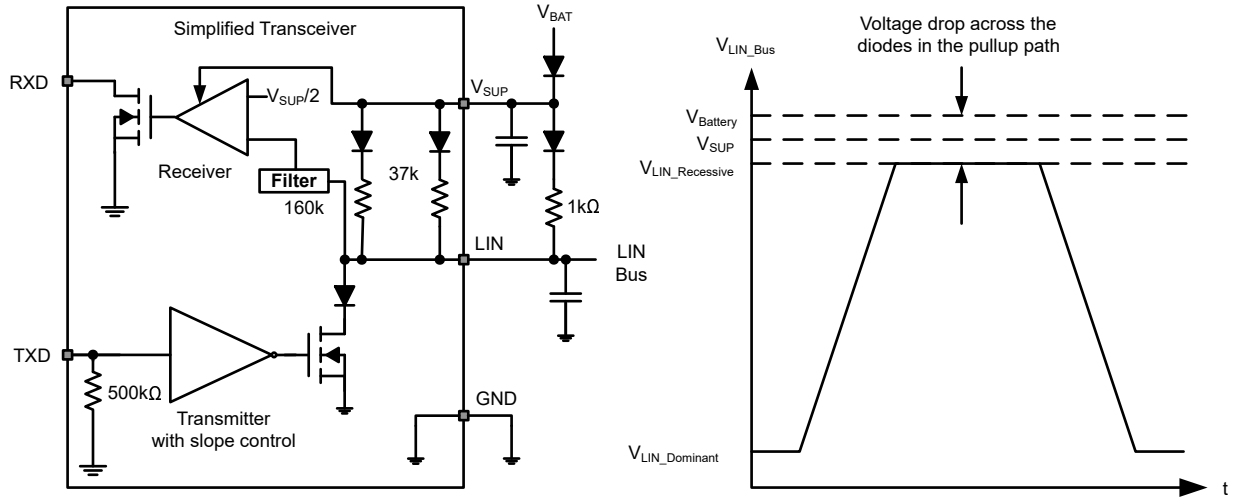 Simplified Transceiver
V_BAT
RXD
V_SUP/2
V_SUP
Receiver
Filter
160k
37k
1kΩ
LIN
LIN
Bus
TXD
500kΩ
Transmitter
with slope control
GND
Voltage drop across the
diodes in the pullup path
V_LIN_Bus
V_Battery
V_SUP
V_LIN_Recessive
V_LIN_Dominant
t